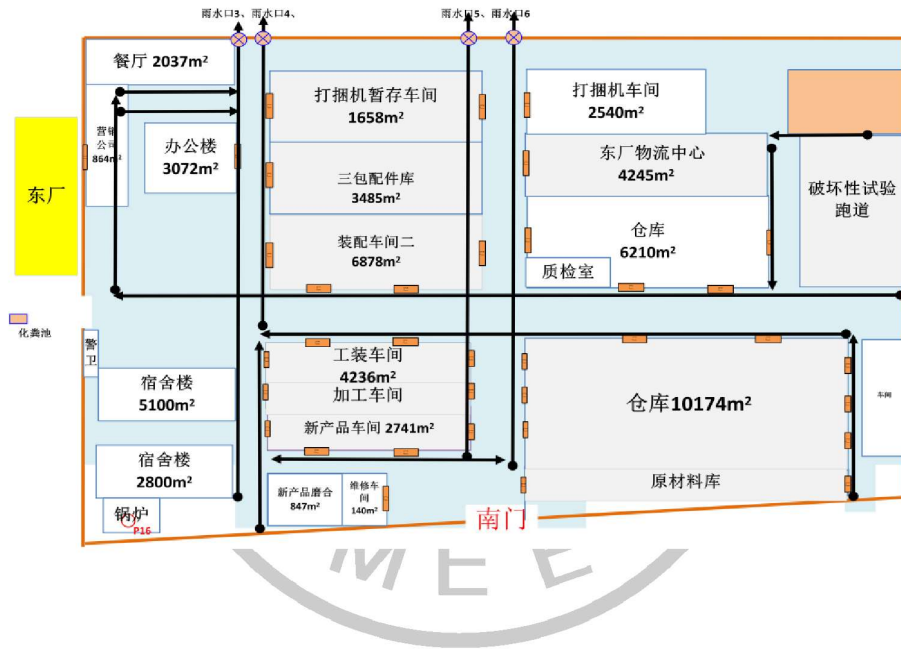 雨水口3、雨水口4、
雨水口5、雨水口6
餐厅 2037m²
营销
公司
864m²
办公楼
3072m²
东厂
打捆机暂存车间
1658m²
三包配件库
3485m²
装配车间二
6878m²
打捆机车间
2540m²
东厂物流中心
4245m²
仓库
6210m²
质检室
破坏性试验
跑道
化粪池
警
卫
宿舍楼
5100m²
宿舍楼
2800m²
锅炉
P16
工装车间
4236m²
加工车间
新产品车间 2741m²
新产品磨合
847m²
维修车
间
140m²
仓库10174m²
原材料库
车间
南门
MEE